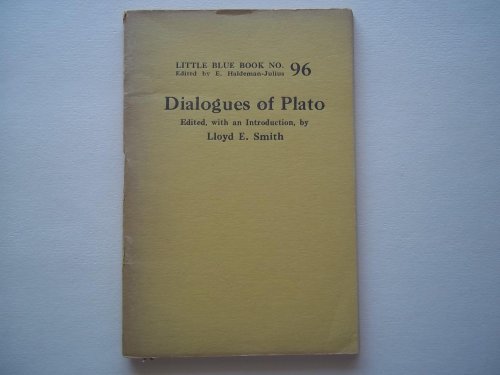 LITTLE BLUE BOOK NO. 96
Edited by E. Haldeman-Julius
Dialogues of Plato
Edited, with an Introduction, by
Lloyd E. Smith